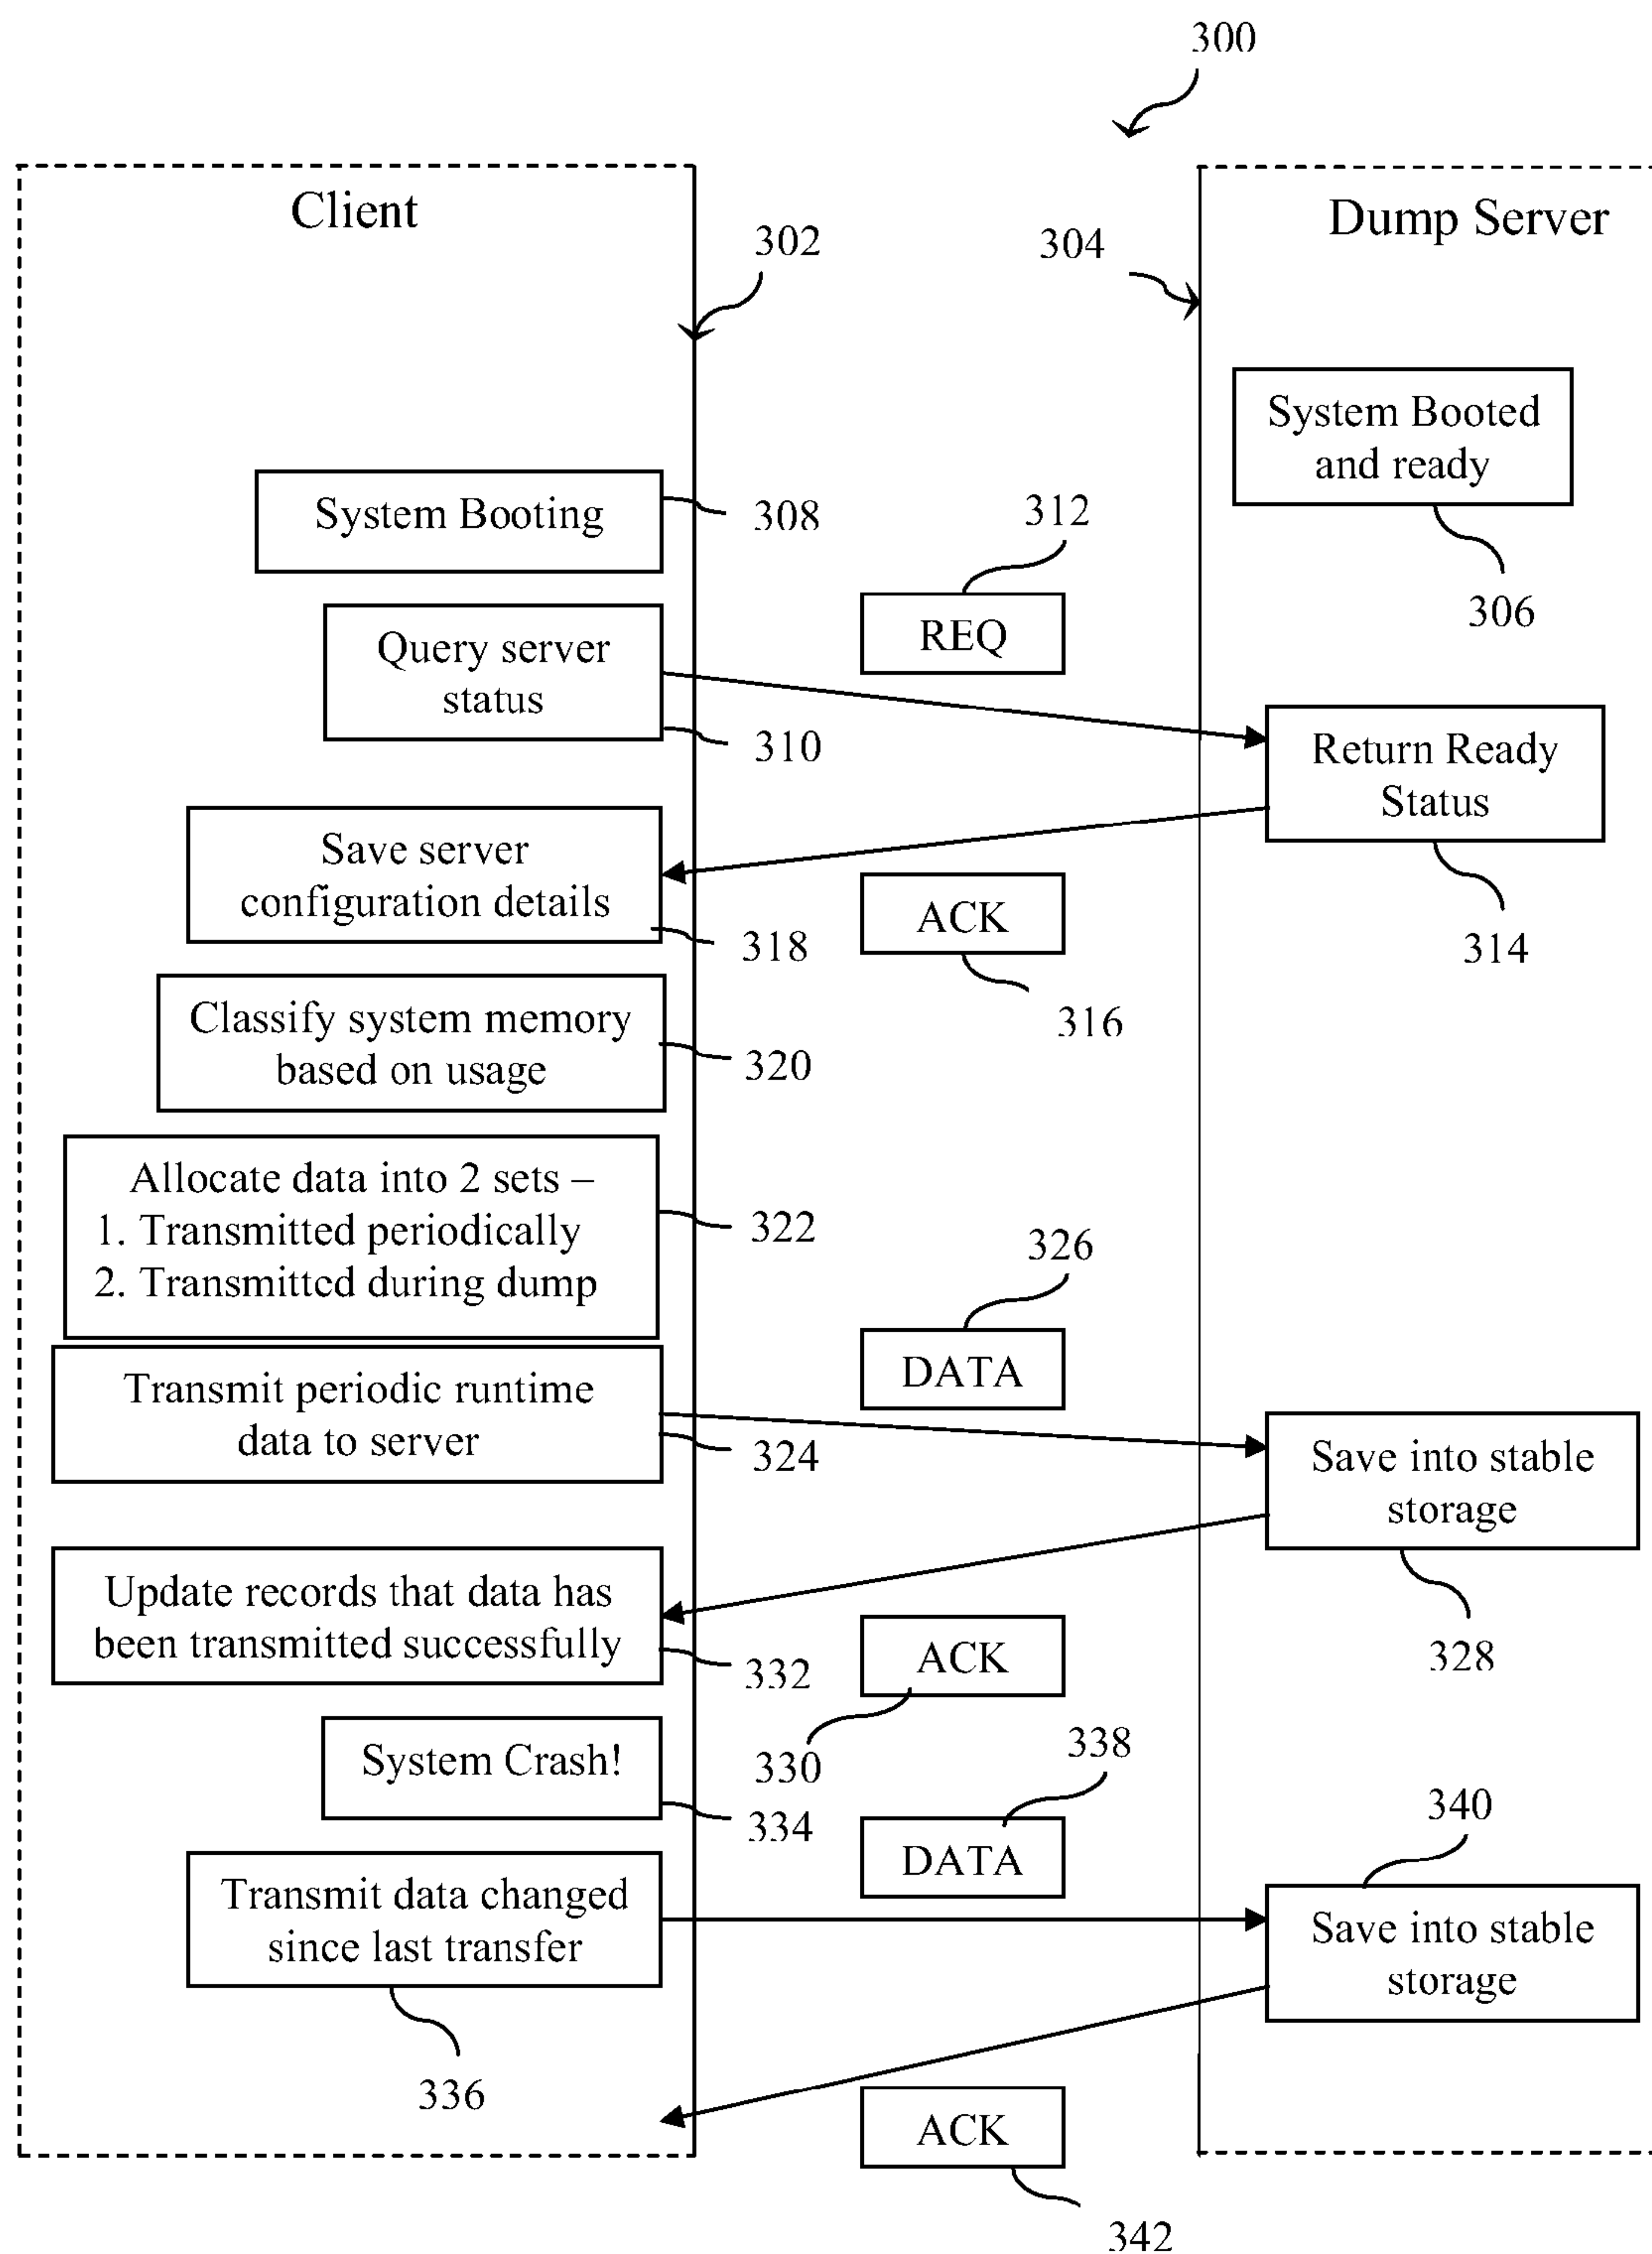 300
Client
Dump Server
302
304
System Booted
and ready
306
System Booting
308
312
REQ
Query server
status
310
Return Ready
Status
314
Save server
configuration details
318
ACK
316
Classify system memory
based on usage
320
Allocate data into 2 sets –
1. Transmitted periodically
2. Transmitted during dump
322
326
DATA
Transmit periodic runtime
data to server
324
Save into stable
storage
328
Update records that data has
been transmitted successfully
332
ACK
330
System Crash!
334
338
DATA
340
Transmit data changed
since last transfer
336
Save into stable
storage
ACK
342